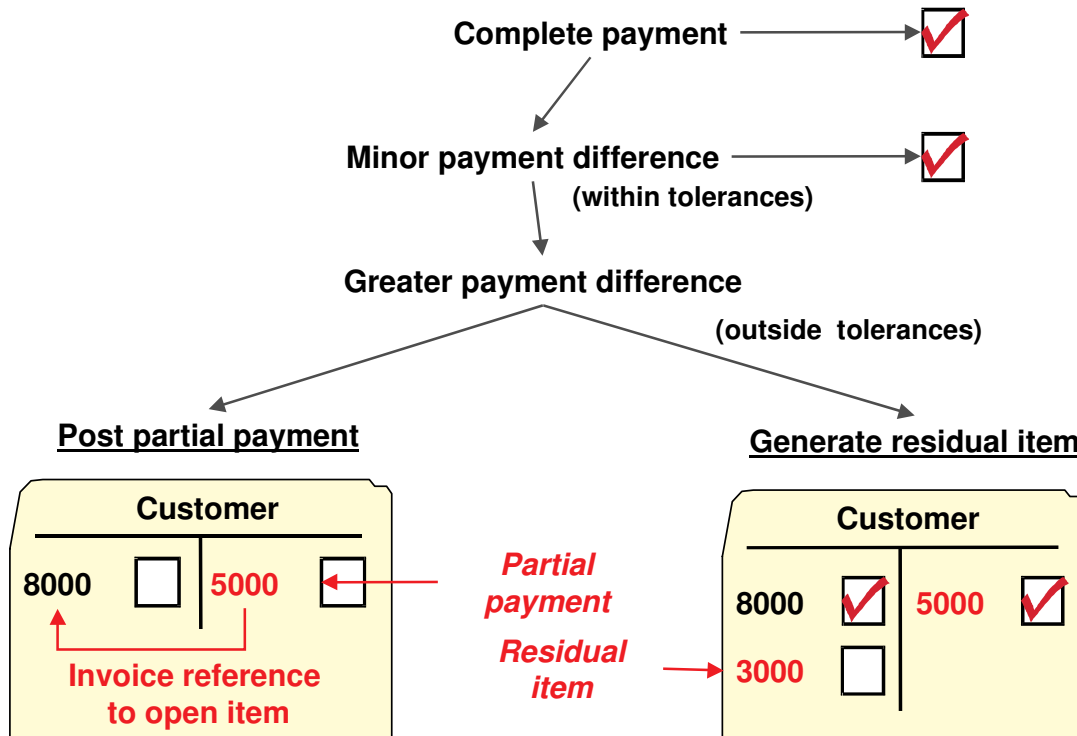 Complete payment
Minor payment difference
(within tolerances)
Greater payment difference
(outside tolerances)
Post partial payment
Generate residual item
Customer
8000 5000
Invoice reference
to open item
Partial
payment
Residual
item
Customer
8000 5000
3000